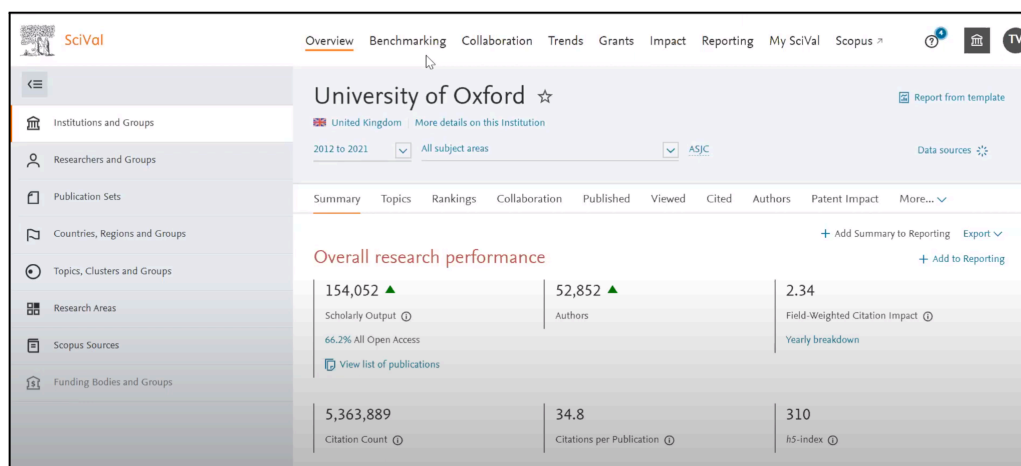 SciVal
Overview Benchmarking Collaboration Trends Grants Impact Reporting My SciVal Scopus ↗
4
TV
Institutions and Groups
Researchers and Groups
Publication Sets
Countries, Regions and Groups
Topics, Clusters and Groups
Research Areas
Scopus Sources
Funding Bodies and Groups
University of Oxford ☆
Report from template
United Kingdom | More details on this Institution
2012 to 2021 All subject areas ASJC
Data sources
Summary Topics Rankings Collaboration Published Viewed Cited Authors Patent Impact More...
+ Add Summary to Reporting Export
Overall research performance
+ Add to Reporting
154,052 ▲ 52,852 ▲ 2.34
Scholarly Output Authors Field-Weighted Citation Impact
66.2% All Open Access Yearly breakdown
View list of publications
5,363,889 34.8 310
Citation Count Citations per Publication h5-index